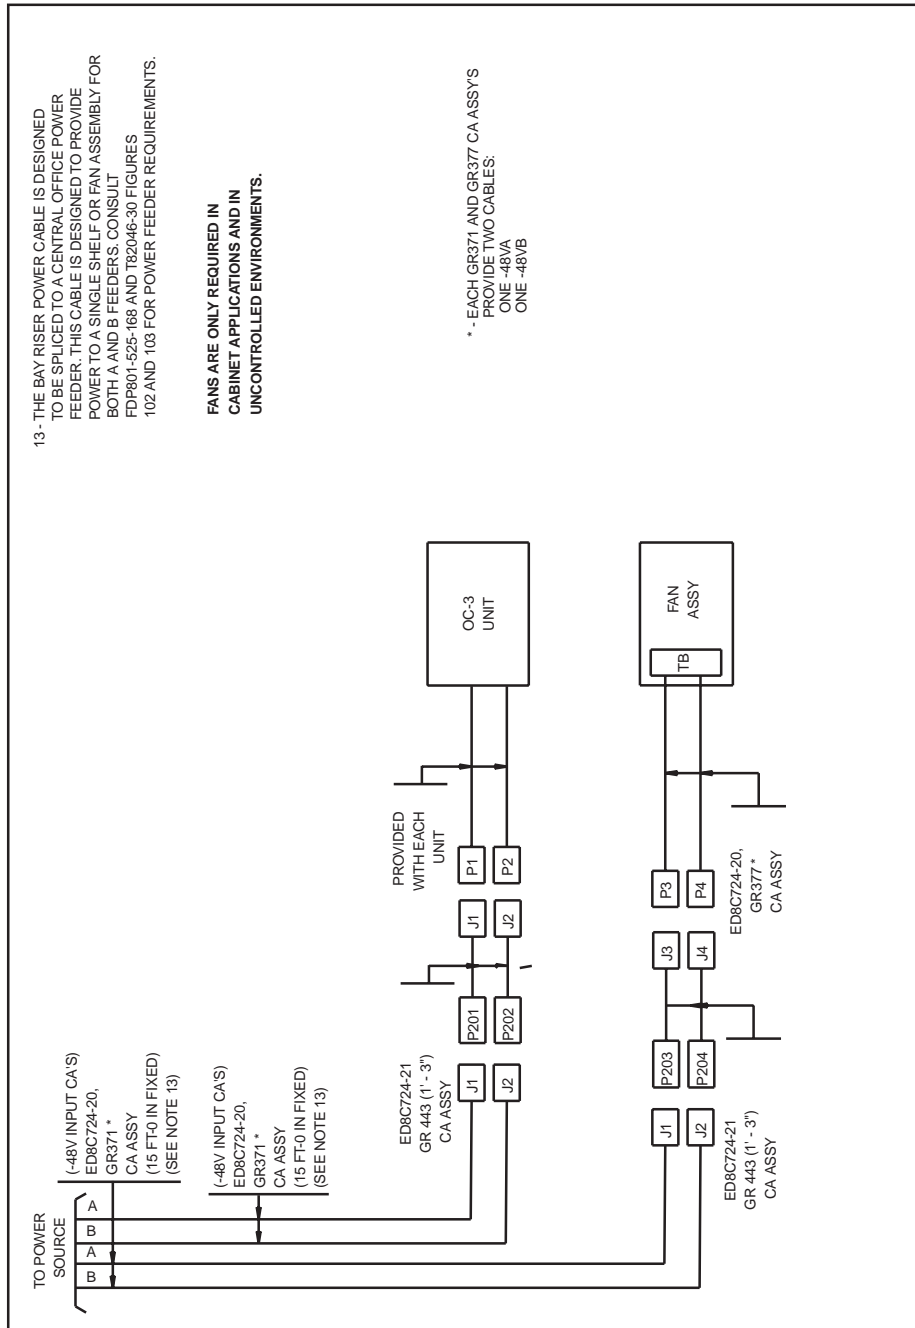 13 - THE BAY RISER POWER CABLE IS DESIGNED
TO BE SPLICED TO A CENTRAL OFFICE POWER
FEEDER. THIS CABLE IS DESIGNED TO PROVIDE
POWER TO A SINGLE SHELF OR FAN ASSEMBLY FOR
BOTH A AND B FEEDERS. CONSULT
FDP801-525-168 AND T82046-30 FIGURES
102 AND 103 FOR POWER FEEDER REQUIREMENTS.
FANS ARE ONLY REQUIRED IN
CABINET APPLICATIONS AND IN
UNCONTROLLED ENVIRONMENTS.
* - EACH GR371 AND GR377 CA ASSY'S
PROVIDE TWO CABLES:
ONE -48VA
ONE -48VB
TO POWER
SOURCE
A
B
A
B
(-48V INPUT CA'S)
ED8C724-20,
GR371 *
CA ASSY
(15 FT-0 IN FIXED)
(SEE NOTE 13)
(-48V INPUT CA'S)
ED8C724-20,
GR371 *
CA ASSY
(15 FT-0 IN FIXED)
(SEE NOTE 13)
ED8C724-21
GR 443 (1' - 3")
CA ASSY
J1
J2
P201
P202
J1
J2
P1
P2
PROVIDED
WITH EACH
UNIT
OC-3
UNIT
J1
J2
ED8C724-21
GR 443 (1' - 3")
CA ASSY
P203
P204
J3
J4
P3
P4
ED8C724-20,
GR377 *
CA ASSY
TB
FAN
ASSY